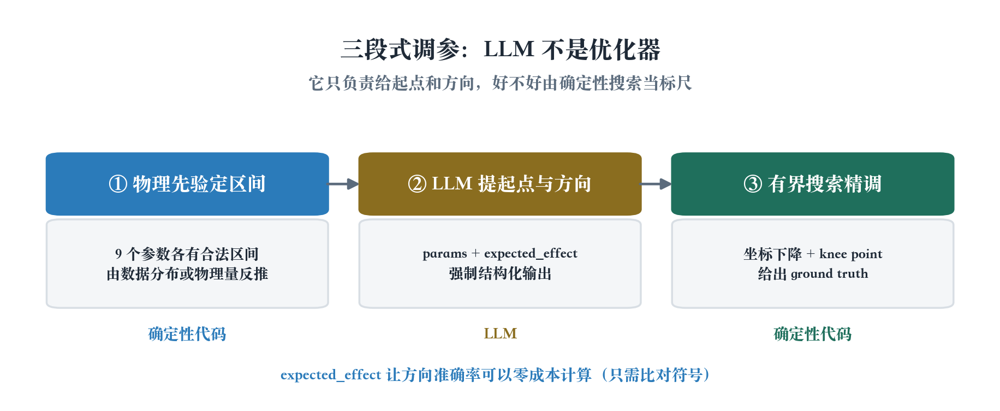 三段式调参：LLM 不是优化器
它只负责给起点和方向，好不好由确定性搜索当标尺
① 物理先验定区间
② LLM 提起点与方向
③ 有界搜索精调
9 个参数各有合法区间
由数据分布或物理量反推
params + expected_effect
强制结构化输出
坐标下降 + knee point
给出 ground truth
确定性代码
LLM
确定性代码
expected_effect 让方向准确率可以零成本计算（只需比对符号）